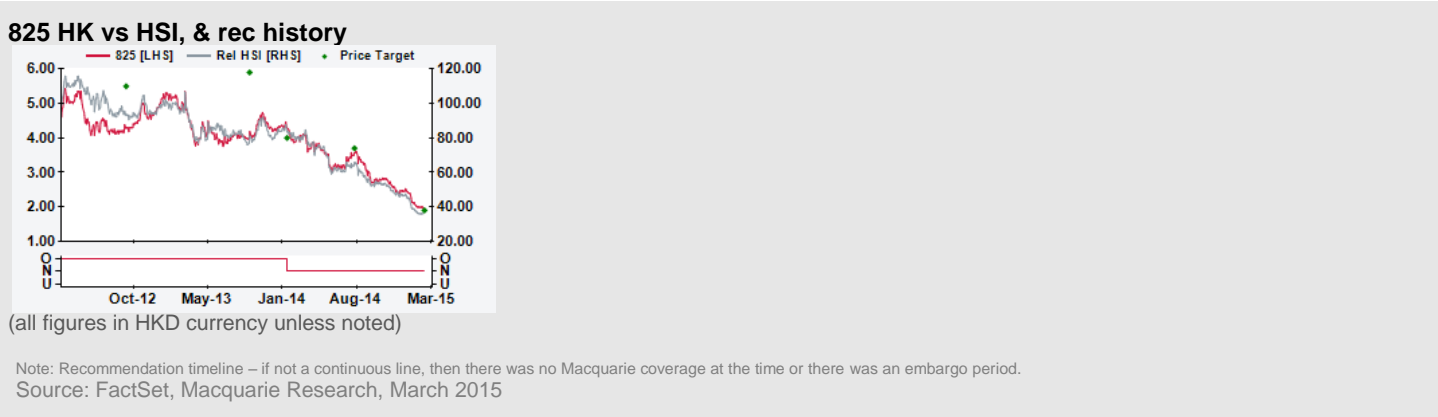 825 HK vs HSI, & rec history
825 [LHS] Rel HSI [RHS] Price Target
6.00 120.00
5.00 100.00
4.00 80.00
3.00 60.00
2.00 40.00
1.00 20.00
O O
N N
U U
Oct-12 May-13 Jan-14 Aug-14 Mar-15
(all figures in HKD currency unless noted)
Note: Recommendation timeline – if not a continuous line, then there was no Macquarie coverage at the time or there was an embargo period.
Source: FactSet, Macquarie Research, March 2015